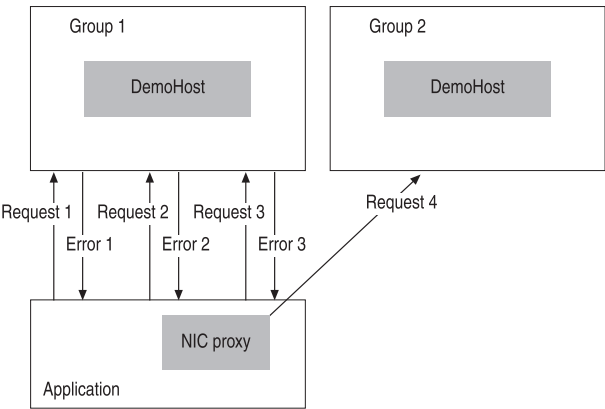 Group 1
Group 2
DemoHost
DemoHost
Request 1
Request 2
Request 3
Request 4
Error 1
Error 2
Error 3
NIC proxy
Application